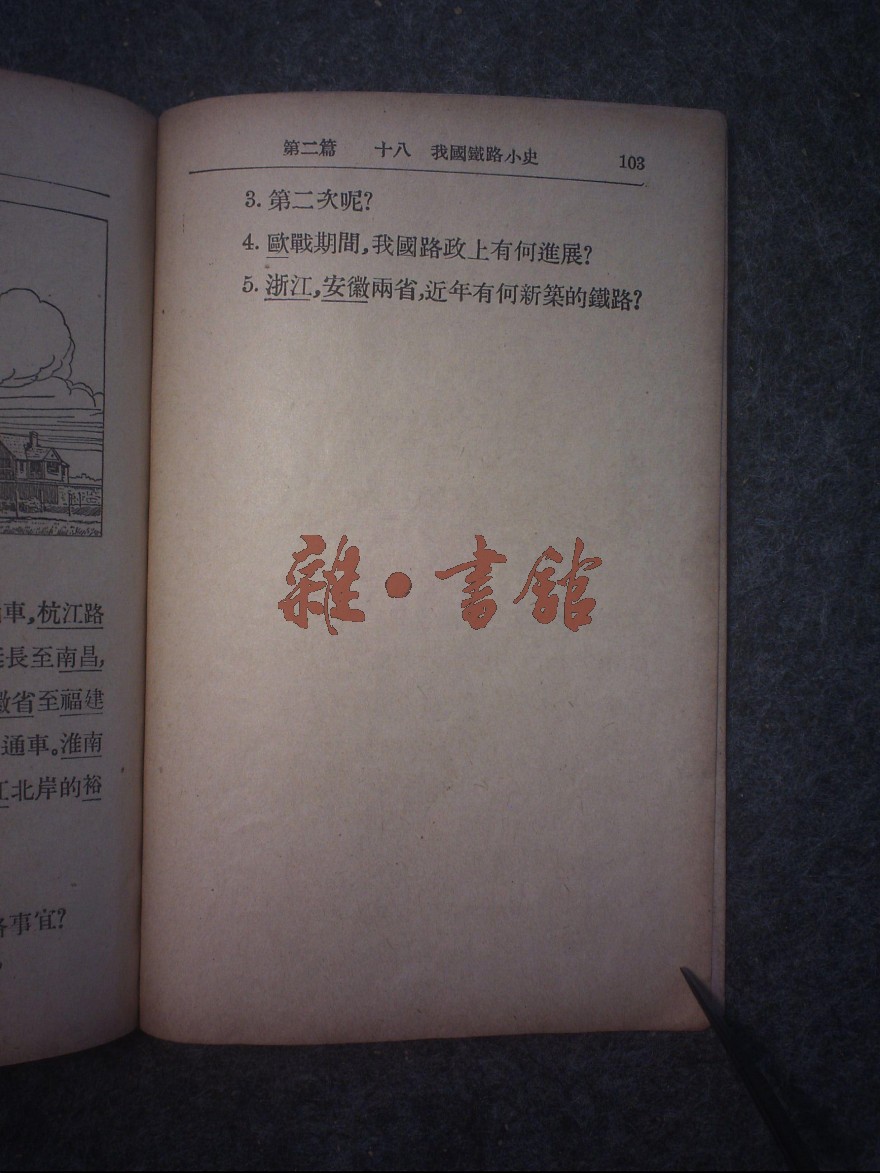 第二篇 十八 我國鐵路小史 103
3. 第二次呢？
4. 歐戰期間，我國路政上有何進展？
5. 浙江，安徽兩省，近年有何新築的鐵路？
雜·書館
車，杭江路
長至南昌，
省至福建
通車。淮南
江北岸的裕
事宜？